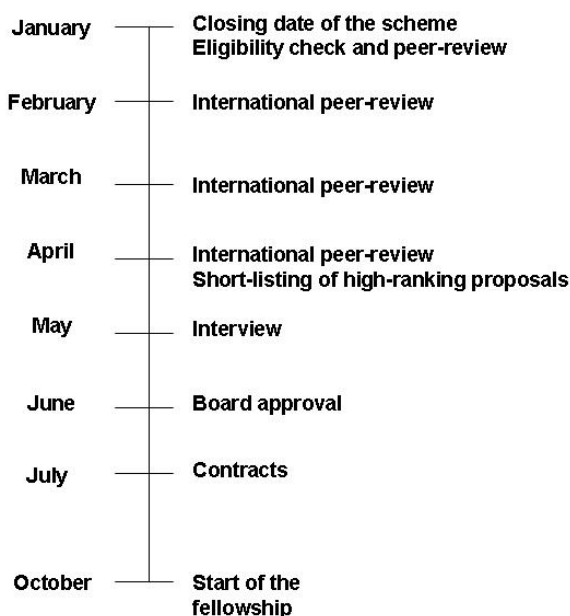 January
Closing date of the scheme
Eligibility check and peer-review
February
International peer-review
March
International peer-review
April
International peer-review
Short-listing of high-ranking proposals
May
Interview
June
Board approval
July
Contracts
October
Start of the
fellowship